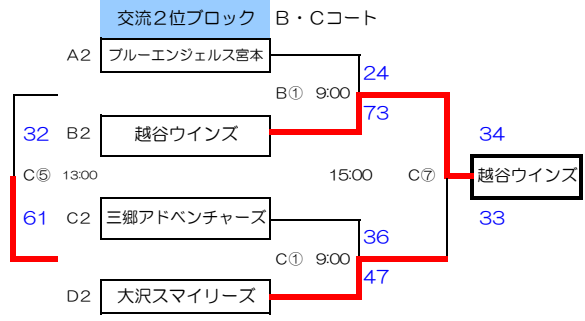 交流２位ブロック B・Cコート
A2 ブルーエンジェルス宮本
24
B① 9:00
73
32 B2 越谷ウインズ 34
C⑤ 13:00 15:00 C⑦ 越谷ウインズ
61 C2 三郷アドベンチャーズ 33
36
C① 9:00
47
D2 大沢スマイリーズ